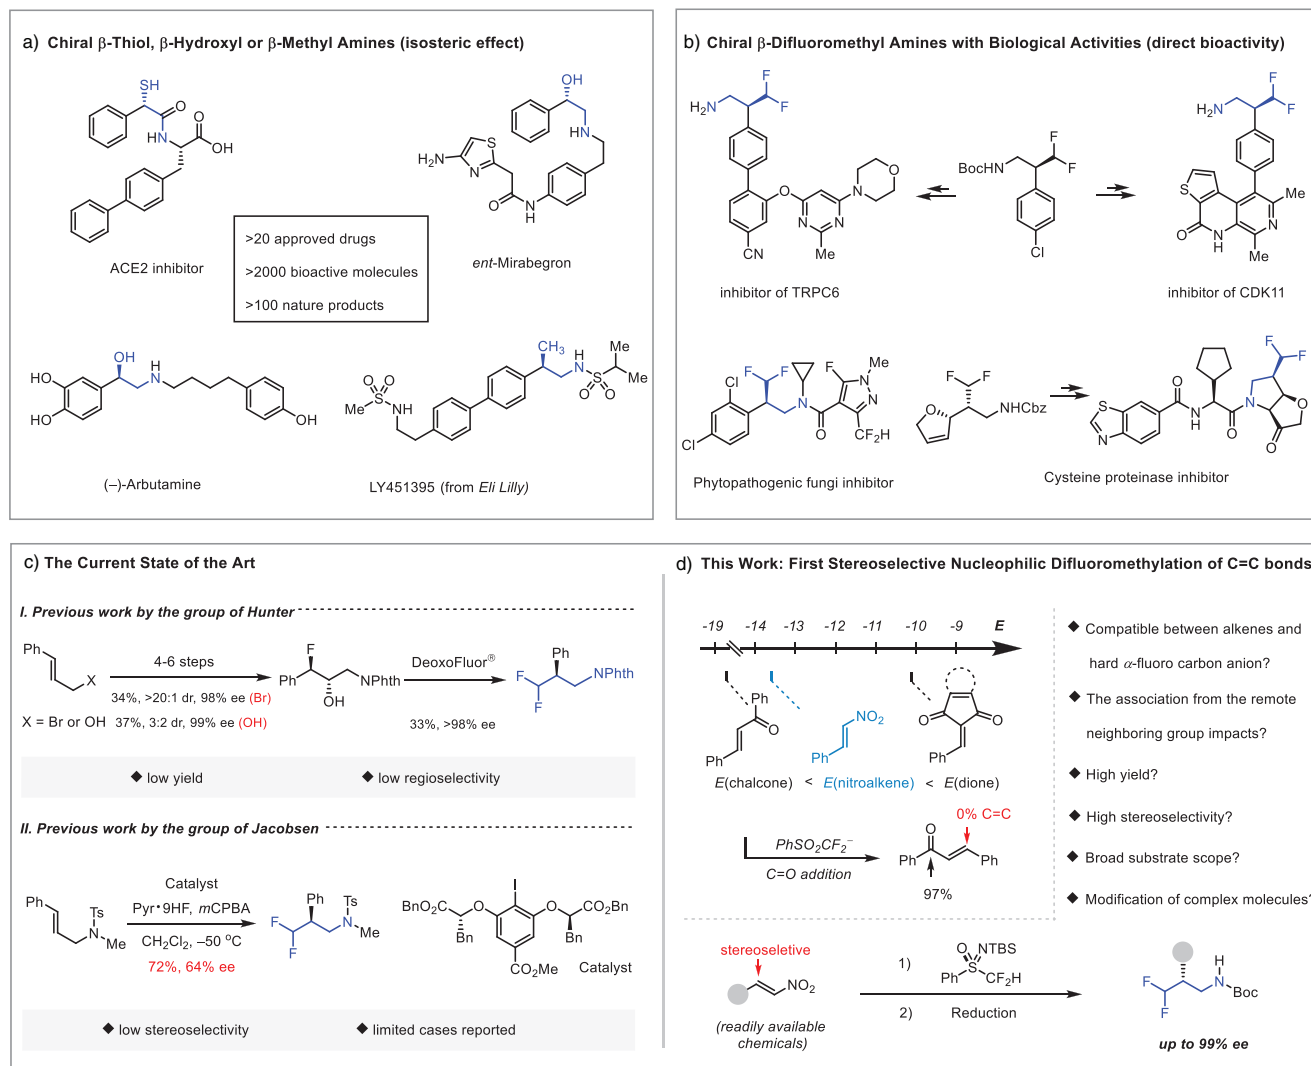 a) Chiral β-Thiol, β-Hydroxyl or β-Methyl Amines (isosteric effect)
SH
O
HN
O
OH
ACE2 inhibitor
OH
HN
H2N
S
N
O
N
H
ent-Mirabegron
>20 approved drugs
>2000 bioactive molecules
>100 nature products
OH
HO
HO
N
H
OH
(–)-Arbutamine
O
O
S
Me
N
H
CH3
H
N
S
O O
Me
Me
LY451395 (from Eli Lilly)
b) Chiral β-Difluoromethyl Amines with Biological Activities (direct bioactivity)
F
F
H2N
O
N
O
N
N
Me
CN
inhibitor of TRPC6
F
F
BocHN
Cl
F
F
H2N
S
O
N
H
N
Me
Me
inhibitor of CDK11
Cl
Cl
F
F
N
O
F
Me
N
N
CF2H
Phytopathogenic fungi inhibitor
F
F
O
NHCbz
S
N
O
N
H
O
N
F
F
O
O
Cysteine proteinase inhibitor
c) The Current State of the Art
I. Previous work by the group of Hunter
Ph
X
X = Br or OH
4-6 steps
34%, >20:1 dr, 98% ee (Br)
37%, 3:2 dr, 99% ee (OH)
F
Ph
OH
NPhth
DeoxoFluor®
33%, >98% ee
Ph
F
F
NPhth
◆ low yield
◆ low regioselectivity
II. Previous work by the group of Jacobsen
Ph
Ts
N
Me
Catalyst
Pyr•9HF, mCPBA
CH2Cl2, –50 °C
72%, 64% ee
Ph
Ts
N
Me
F
F
I
O
O
BnO2C
CO2Bn
Bn
Bn
CO2Me
Catalyst
◆ low stereoselectivity
◆ limited cases reported
d) This Work: First Stereoselective Nucleophilic Difluoromethylation of C=C bonds
-19 -14 -13 -12 -11 -10 -9 E
Ph
O
Ph
NO2
Ph
O
O
Ph
E(chalcone) < E(nitroalkene) < E(dione)
PhSO2CF2–
C=O addition
0% C=C
O
Ph
Ph
97%
◆ Compatible between alkenes and
hard α-fluoro carbon anion?
◆ The association from the remote
neighboring group impacts?
◆ High yield?
◆ High stereoselectivity?
◆ Broad substrate scope?
◆ Modification of complex molecules?
stereoseletive
NO2
(readily available
chemicals)
1)
O
NTBS
S
Ph
CF2H
2) Reduction
F
F
H
N
Boc
up to 99% ee